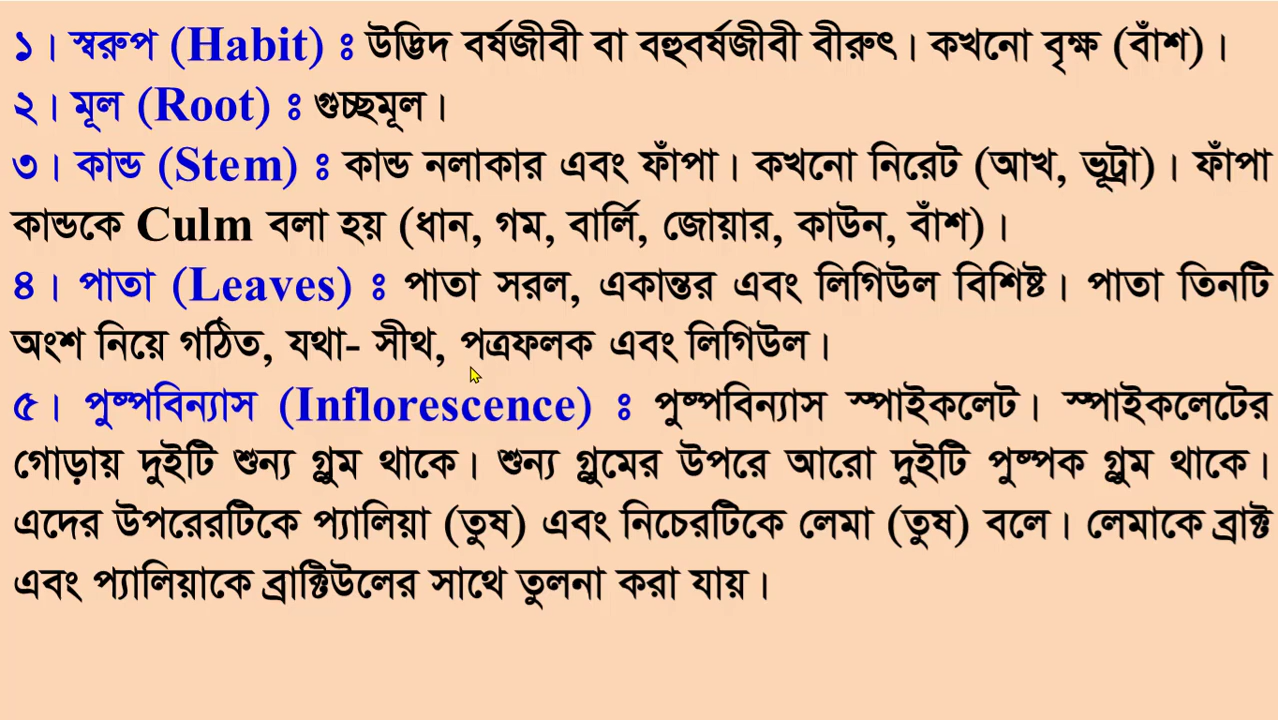 ১। স্বরুপ (Habit) ঃ উদ্ভিদ বর্ষজীবী বা বহুবর্ষজীবী বীরুৎ। কখনো বৃক্ষ (বাঁশ)।
২। মূল (Root) ঃ গুচ্ছমূল।
৩। কান্ড (Stem) ঃ কান্ড নলাকার এবং ফাঁপা। কখনো নিরেট (আখ, ভূট্রা)। ফাঁপা
কান্ডকে Culm বলা হয় (ধান, গম, বার্লি, জোয়ার, কাউন, বাঁশ)।
৪। পাতা (Leaves) ঃ পাতা সরল, একান্তর এবং লিগিউল বিশিষ্ট। পাতা তিনটি
অংশ নিয়ে গঠিত, যথা- সীথ, পত্রফলক এবং লিগিউল।
৫। পুষ্পবিন্যাস (Inflorescence) ঃ পুষ্পবিন্যাস স্পাইকলেট। স্পাইকলেটের
গোড়ায় দুইটি শুন্য গ্লুম থাকে। শুন্য গ্লুমের উপরে আরো দুইটি পুষ্পক গ্লুম থাকে।
এদের উপরেরটিকে প্যালিয়া (তুষ) এবং নিচেরটিকে লেমা (তুষ) বলে। লেমাকে ব্রাক্ট
এবং প্যালিয়াকে ব্রাক্টিউলের সাথে তুলনা করা যায়।